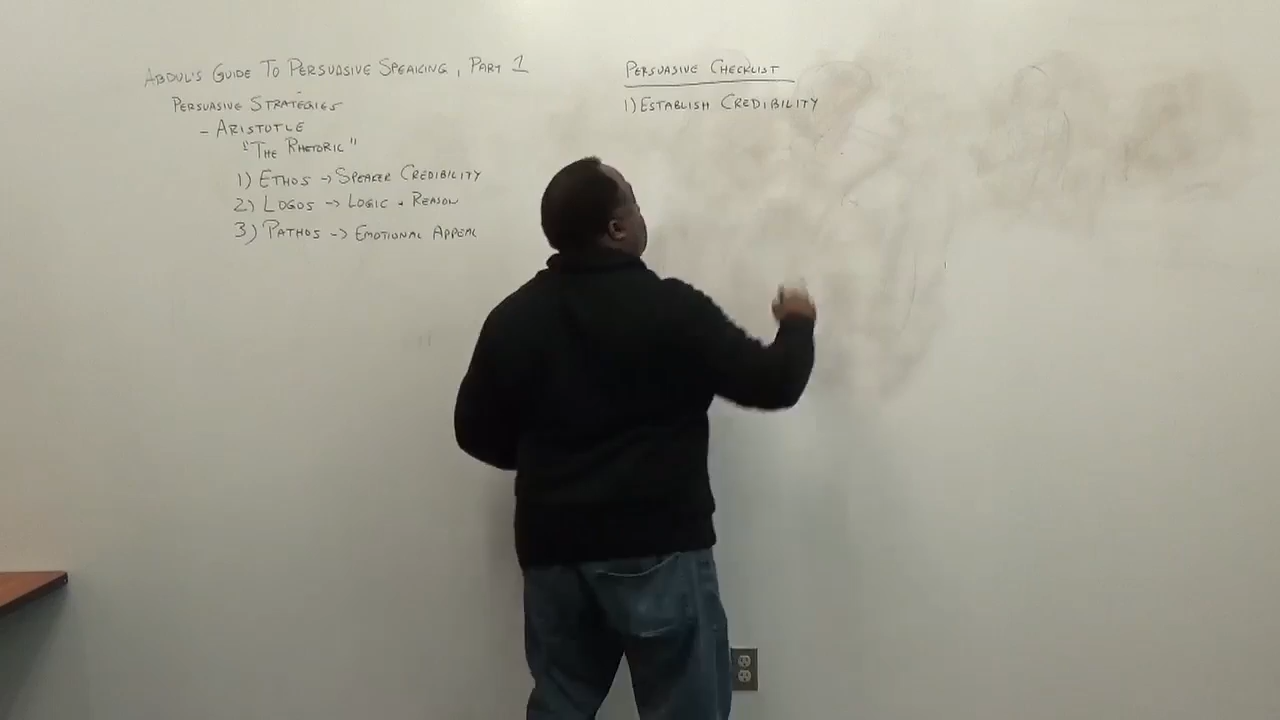 ABDUL'S GUIDE TO PERSUASIVE SPEAKING, PART 1
PERSUASIVE STRATEGIES
- ARISTOTLE
"THE RHETORIC"
1) ETHOS → SPEAKER CREDIBILITY
2) LOGOS → LOGIC + REASON
3) PATHOS → EMOTIONAL APPEAL
PERSUASIVE CHECKLIST
1) ESTABLISH CREDIBILITY